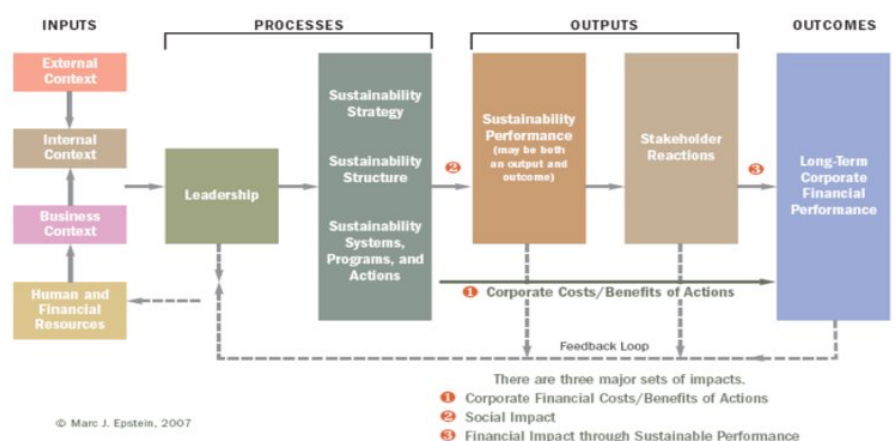 INPUTS
PROCESSES
OUTPUTS
OUTCOMES
External
Context
Internal
Context
Business
Context
Human and
Financial
Resources
Leadership
Sustainability
Strategy
Sustainability
Structure
Sustainability
Systems,
Programs, and
Actions
2
Sustainability
Performance
(may be both
an output and
outcome)
Stakeholder
Reactions
3
Long-Term
Corporate
Financial
Performance
1 Corporate Costs/Benefits of Actions
Feedback Loop
There are three major sets of impacts.
1 Corporate Financial Costs/Benefits of Actions
2 Social Impact
3 Financial Impact through Sustainable Performance
© Marc J. Epstein, 2007